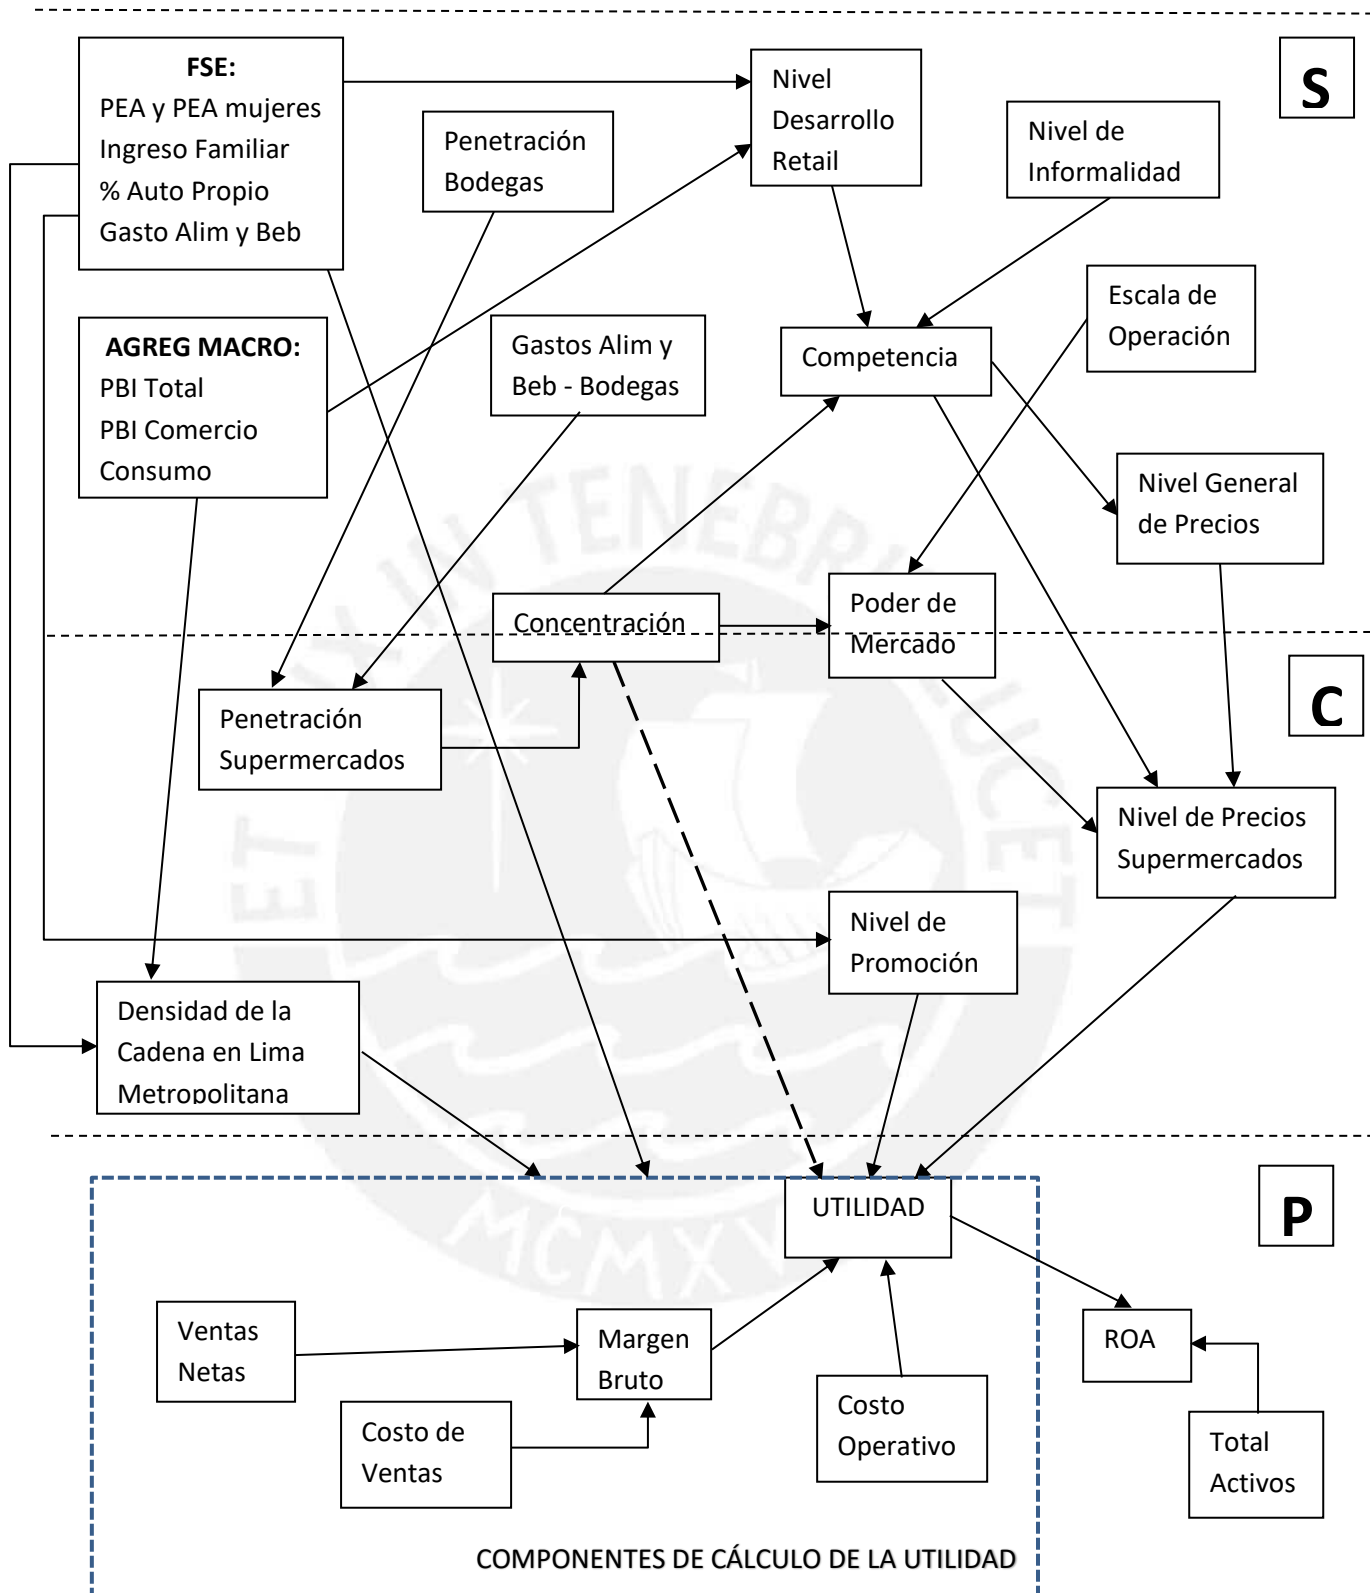 FSE:
PEA y PEA mujeres
Ingreso Familiar
% Auto Propio
Gasto Alim y Beb
Nivel
Desarrollo
Retail
S
Penetración
Bodegas
Nivel de
Informalidad
AGREG MACRO:
PBI Total
PBI Comercio
Consumo
Gastos Alim y
Beb - Bodegas
Competencia
Escala de
Operación
Nivel General
de Precios
Concentración
Poder de
Mercado
C
Penetración
Supermercados
Nivel de Precios
Supermercados
Nivel de
Promoción
Densidad de la
Cadena en Lima
Metropolitana
UTILIDAD
P
Ventas
Netas
Margen
Bruto
ROA
Costo de
Ventas
Costo
Operativo
Total
Activos
COMPONENTES DE CÁLCULO DE LA UTILIDAD